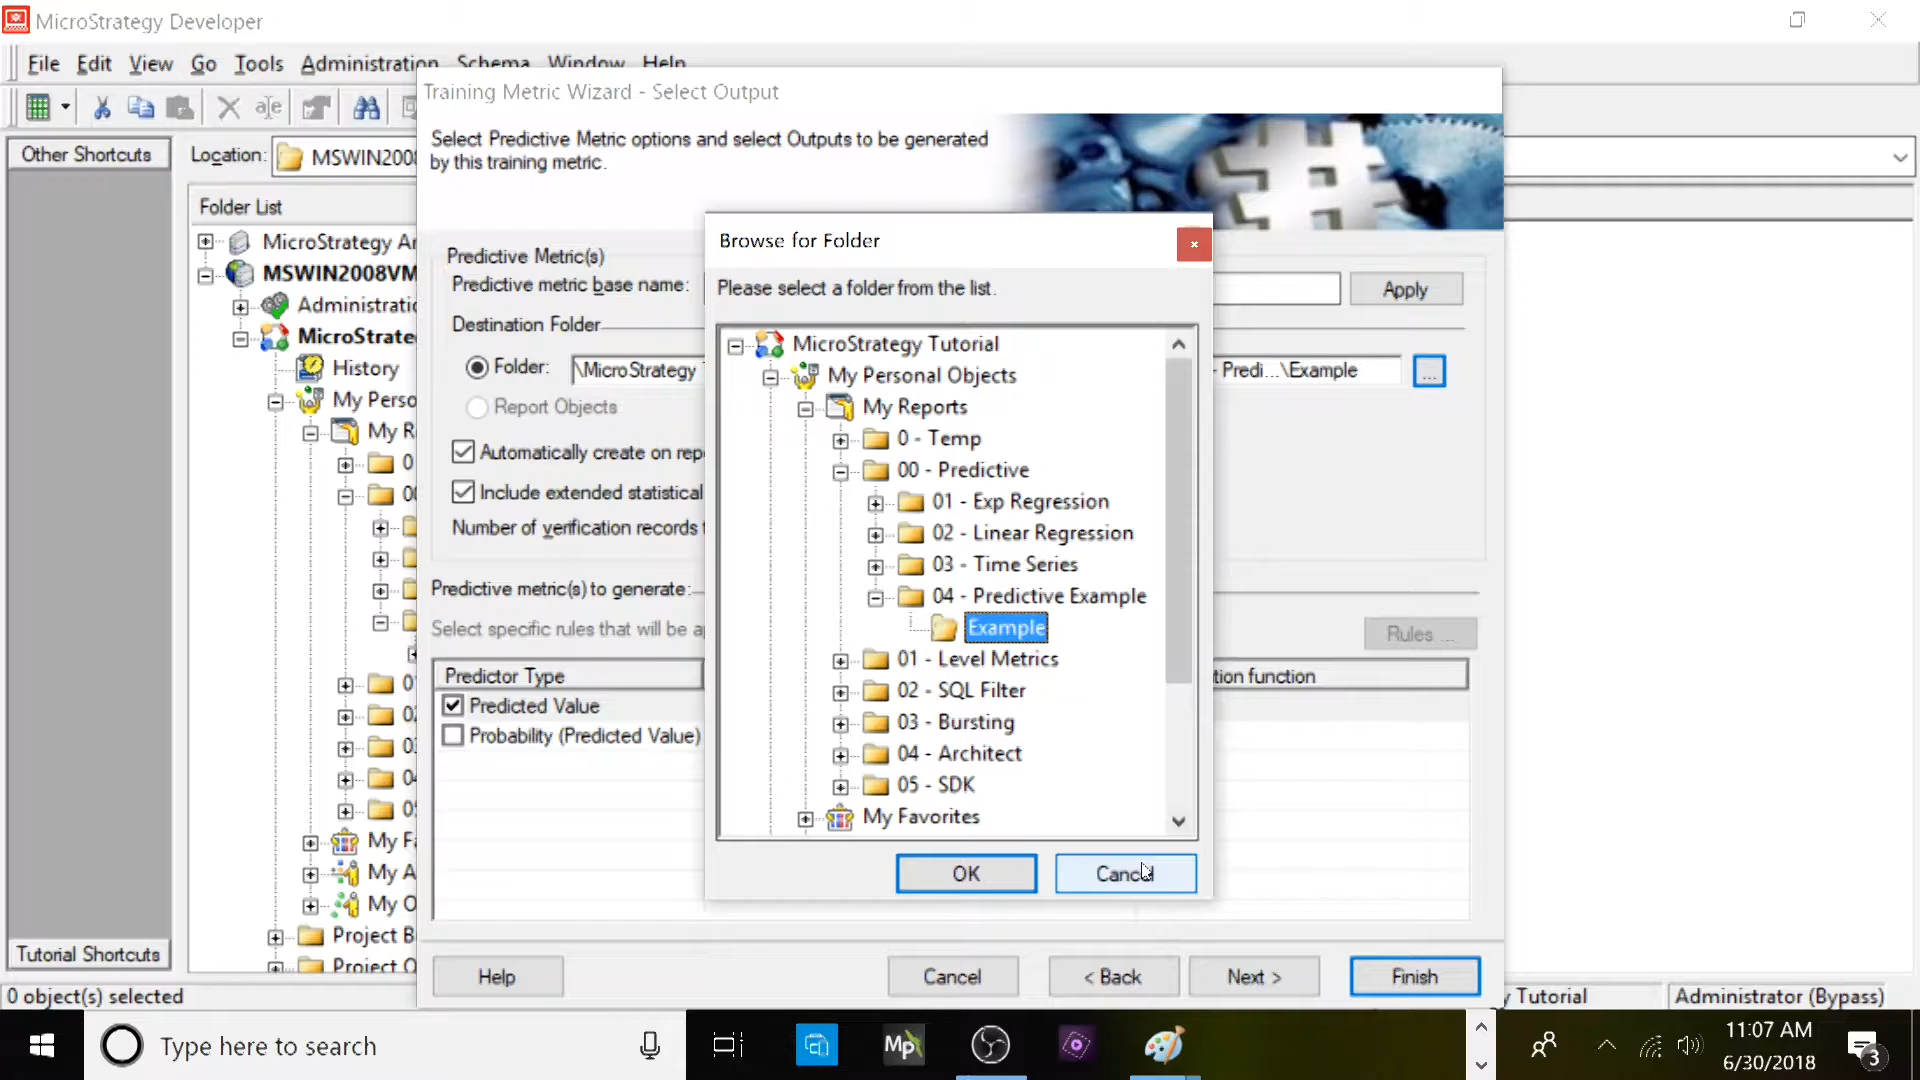 MicroStrategy Developer
File Edit View Go Tools Administration Schema Window Help
Training Metric Wizard - Select Output
Select Predictive Metric options and select Outputs to be generated
by this training metric.
Other Shortcuts
Location: MSWIN200
Folder List
MicroStrategy A
MSWIN2008VM
Administratio
MicroStrate
History
My Perso
My R
0
My F
My A
My O
Project B
Project O
Tutorial Shortcuts
0 object(s) selected
Predictive Metric(s)
Predictive metric base name:
Apply
Destination Folder
Folder: \MicroStrategy
- Predi...\Example
...
Report Objects
Automatically create on rep
Include extended statistical
Number of verification records
Predictive metric(s) to generate:
Select specific rules that will be a
Rules ...
Predictor Type
tion function
Predicted Value
Probability (Predicted Value)
Browse for Folder
Please select a folder from the list.
MicroStrategy Tutorial
My Personal Objects
My Reports
0 - Temp
00 - Predictive
01 - Exp Regression
02 - Linear Regression
03 - Time Series
04 - Predictive Example
Example
01 - Level Metrics
02 - SQL Filter
03 - Bursting
04 - Architect
05 - SDK
My Favorites
OK
Cancel
Help
Cancel
< Back
Next >
Finish
y Tutorial
Administrator (Bypass)
Type here to search
Mp
11:07 AM
6/30/2018
3